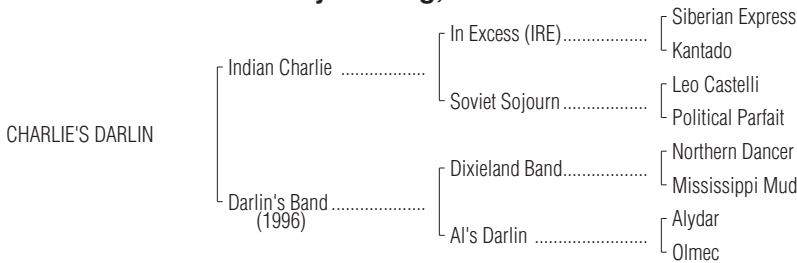 Siberian Express
In Excess (IRE)..................
Kantado
Indian Charlie ..................
Leo Castelli
Soviet Sojourn..................
Political Parfait
CHARLIE'S DARLIN
Northern Dancer
Dixieland Band..................
Mississippi Mud
Darlin's Band ....................
(1996)
Alydar
Al's Darlin ........................
Olmec